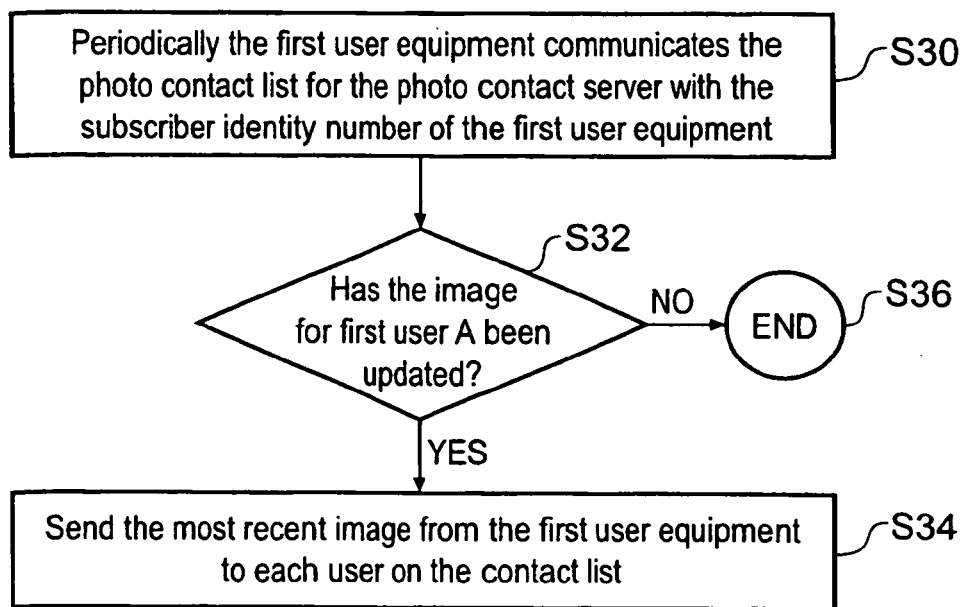 Periodically the first user equipment communicates the
photo contact list for the photo contact server with the
subscriber identity number of the first user equipment
S30
S32
Has the image
for first user A been
updated?
NO
END
S36
YES
Send the most recent image from the first user equipment
to each user on the contact list
S34